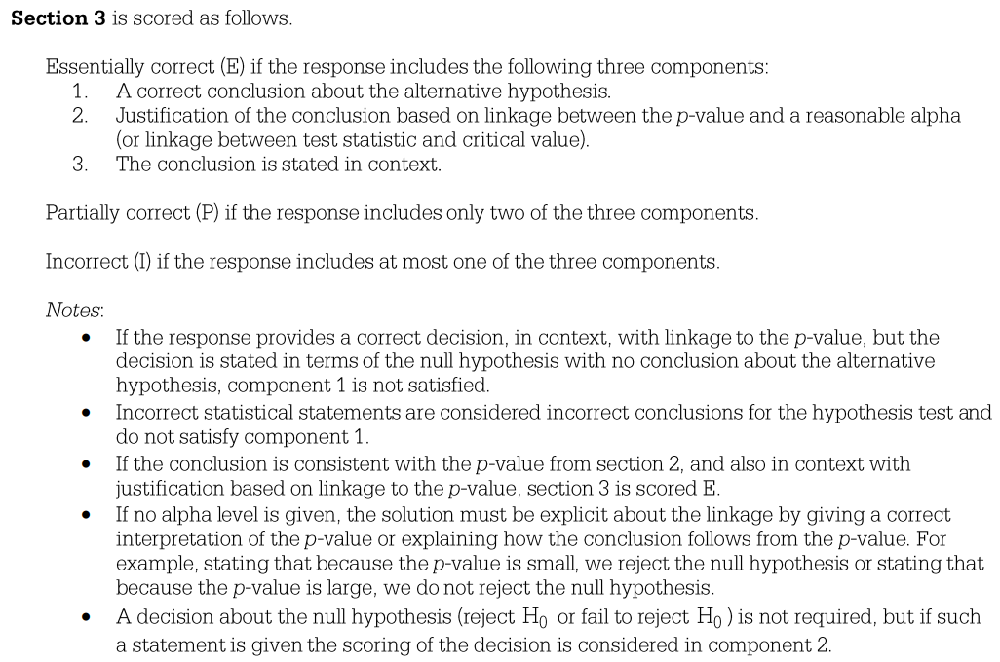 Section 3 is scored as follows.
Essentially correct (E) if the response includes the following three components:
1. A correct conclusion about the alternative hypothesis.
2. Justification of the conclusion based on linkage between the p-value and a reasonable alpha
(or linkage between test statistic and critical value).
3. The conclusion is stated in context.
Partially correct (P) if the response includes only two of the three components.
Incorrect (I) if the response includes at most one of the three components.
Notes:
• If the response provides a correct decision, in context, with linkage to the p-value, but the
decision is stated in terms of the null hypothesis with no conclusion about the alternative
hypothesis, component 1 is not satisfied.
• Incorrect statistical statements are considered incorrect conclusions for the hypothesis test and
do not satisfy component 1.
• If the conclusion is consistent with the p-value from section 2, and also in context with
justification based on linkage to the p-value, section 3 is scored E.
• If no alpha level is given, the solution must be explicit about the linkage by giving a correct
interpretation of the p-value or explaining how the conclusion follows from the p-value. For
example, stating that because the p-value is small, we reject the null hypothesis or stating that
because the p-value is large, we do not reject the null hypothesis.
• A decision about the null hypothesis (reject H₀ or fail to reject H₀) is not required, but if such
a statement is given the scoring of the decision is considered in component 2.